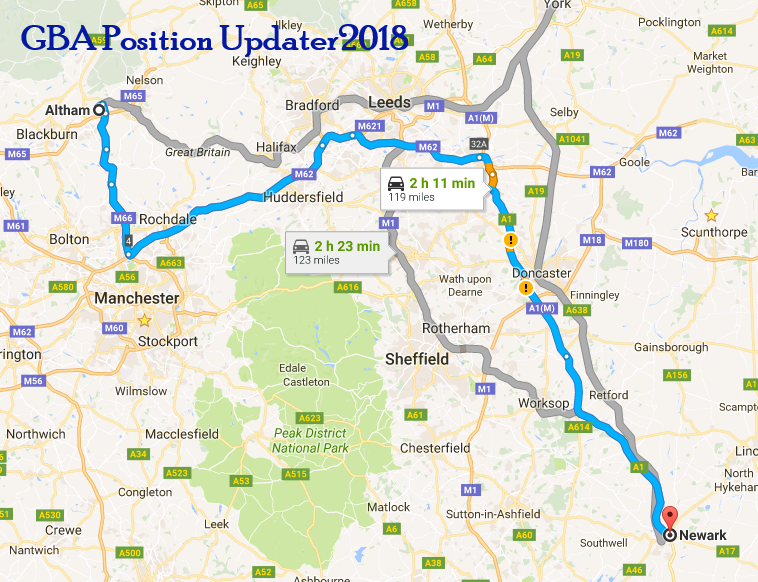 GBA Position Updater2018
Skipton
A65
A658
Wetherby
York
Pocklington
A614
A59
Ilkley
A19
Keighley
A58
A64
Market
Weighton
Nelson
M65
Altham
Bradford
Leeds
M1
A1(M)
Selby
Blackburn
M621
A1041
M62
A63
M65
Great Britain
Halifax
M62
32A
Goole
M62
M62
2 h 11 min
119 miles
A19
Huddersfield
M66
Rochdale
M61
M1
A1
Scunthorpe
Bolton
4
2 h 23 min
123 miles
M18
M180
A663
A56
A580
A616
Wath upon
Dearne
Doncaster
Finningley
Manchester
A1(M)
A638
M60
M62
Rotherham
rington
Stockport
Sheffield
Gainsborough
Edale
Castleton
M56
Wilmslow
M1
A156
Retford
Worksop
A61
A623
A614
Northwich
Macclesfield
Peak District
National Park
Chesterfield
A34
A523
A515
A1
A53
Linc
North
Hykeham
Congleton
M1
Matlock
Sutton-in-Ashfield
A530
Crewe
Leek
A6
A60
Southwell
Newark
Nantwich
A500
A38
A17
A52
Ashbourne
A46